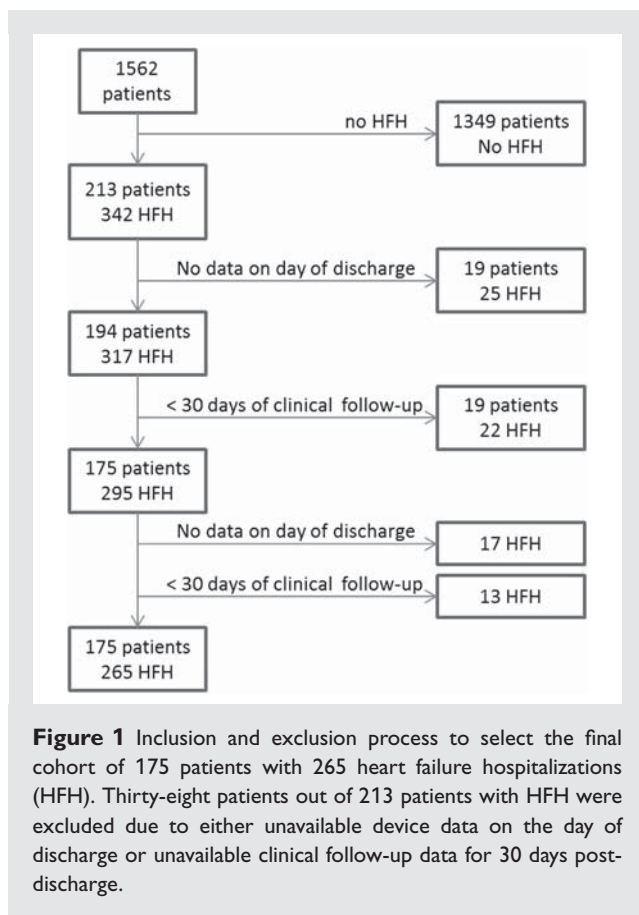 1562
patients
no HFH
1349 patients
No HFH
213 patients
342 HFH
No data on day of discharge
19 patients
25 HFH
194 patients
317 HFH
< 30 days of clinical follow-up
19 patients
22 HFH
175 patients
295 HFH
No data on day of discharge
17 HFH
< 30 days of clinical follow-up
13 HFH
175 patients
265 HFH
Figure 1 Inclusion and exclusion process to select the final
cohort of 175 patients with 265 heart failure hospitalizations
(HFH). Thirty-eight patients out of 213 patients with HFH were
excluded due to either unavailable device data on the day of
discharge or unavailable clinical follow-up data for 30 days post-
discharge.